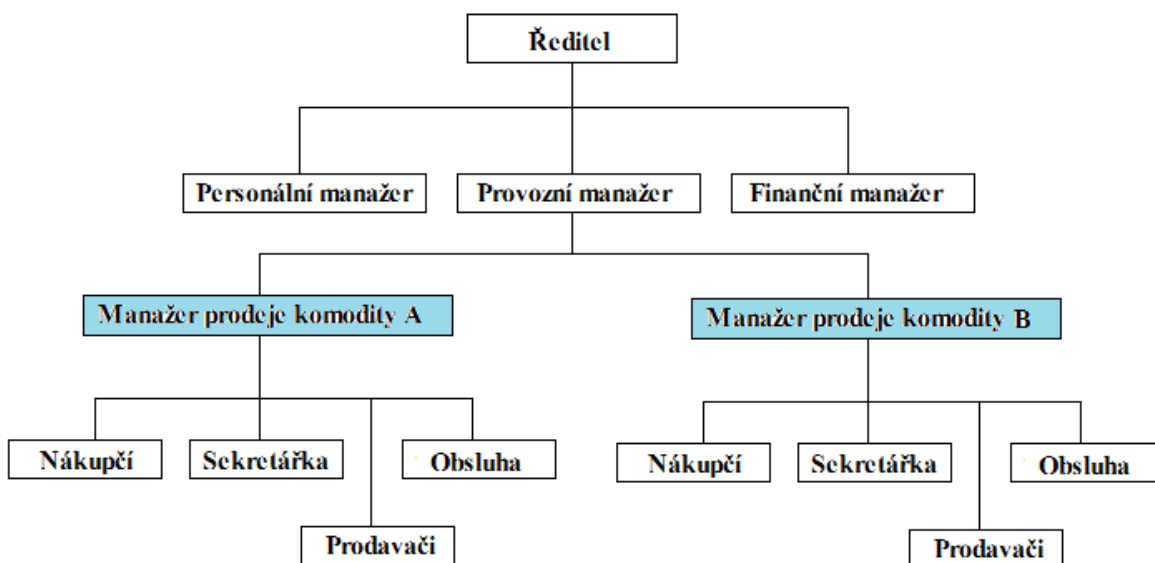 Ředitel
Personální manažer
Provozní manažer
Finanční manažer
Manažer prodeje komodity A
Manažer prodeje komodity B
Nákupčí
Sekretářka
Obsluha
Nákupčí
Sekretářka
Obsluha
Prodavači
Prodavači